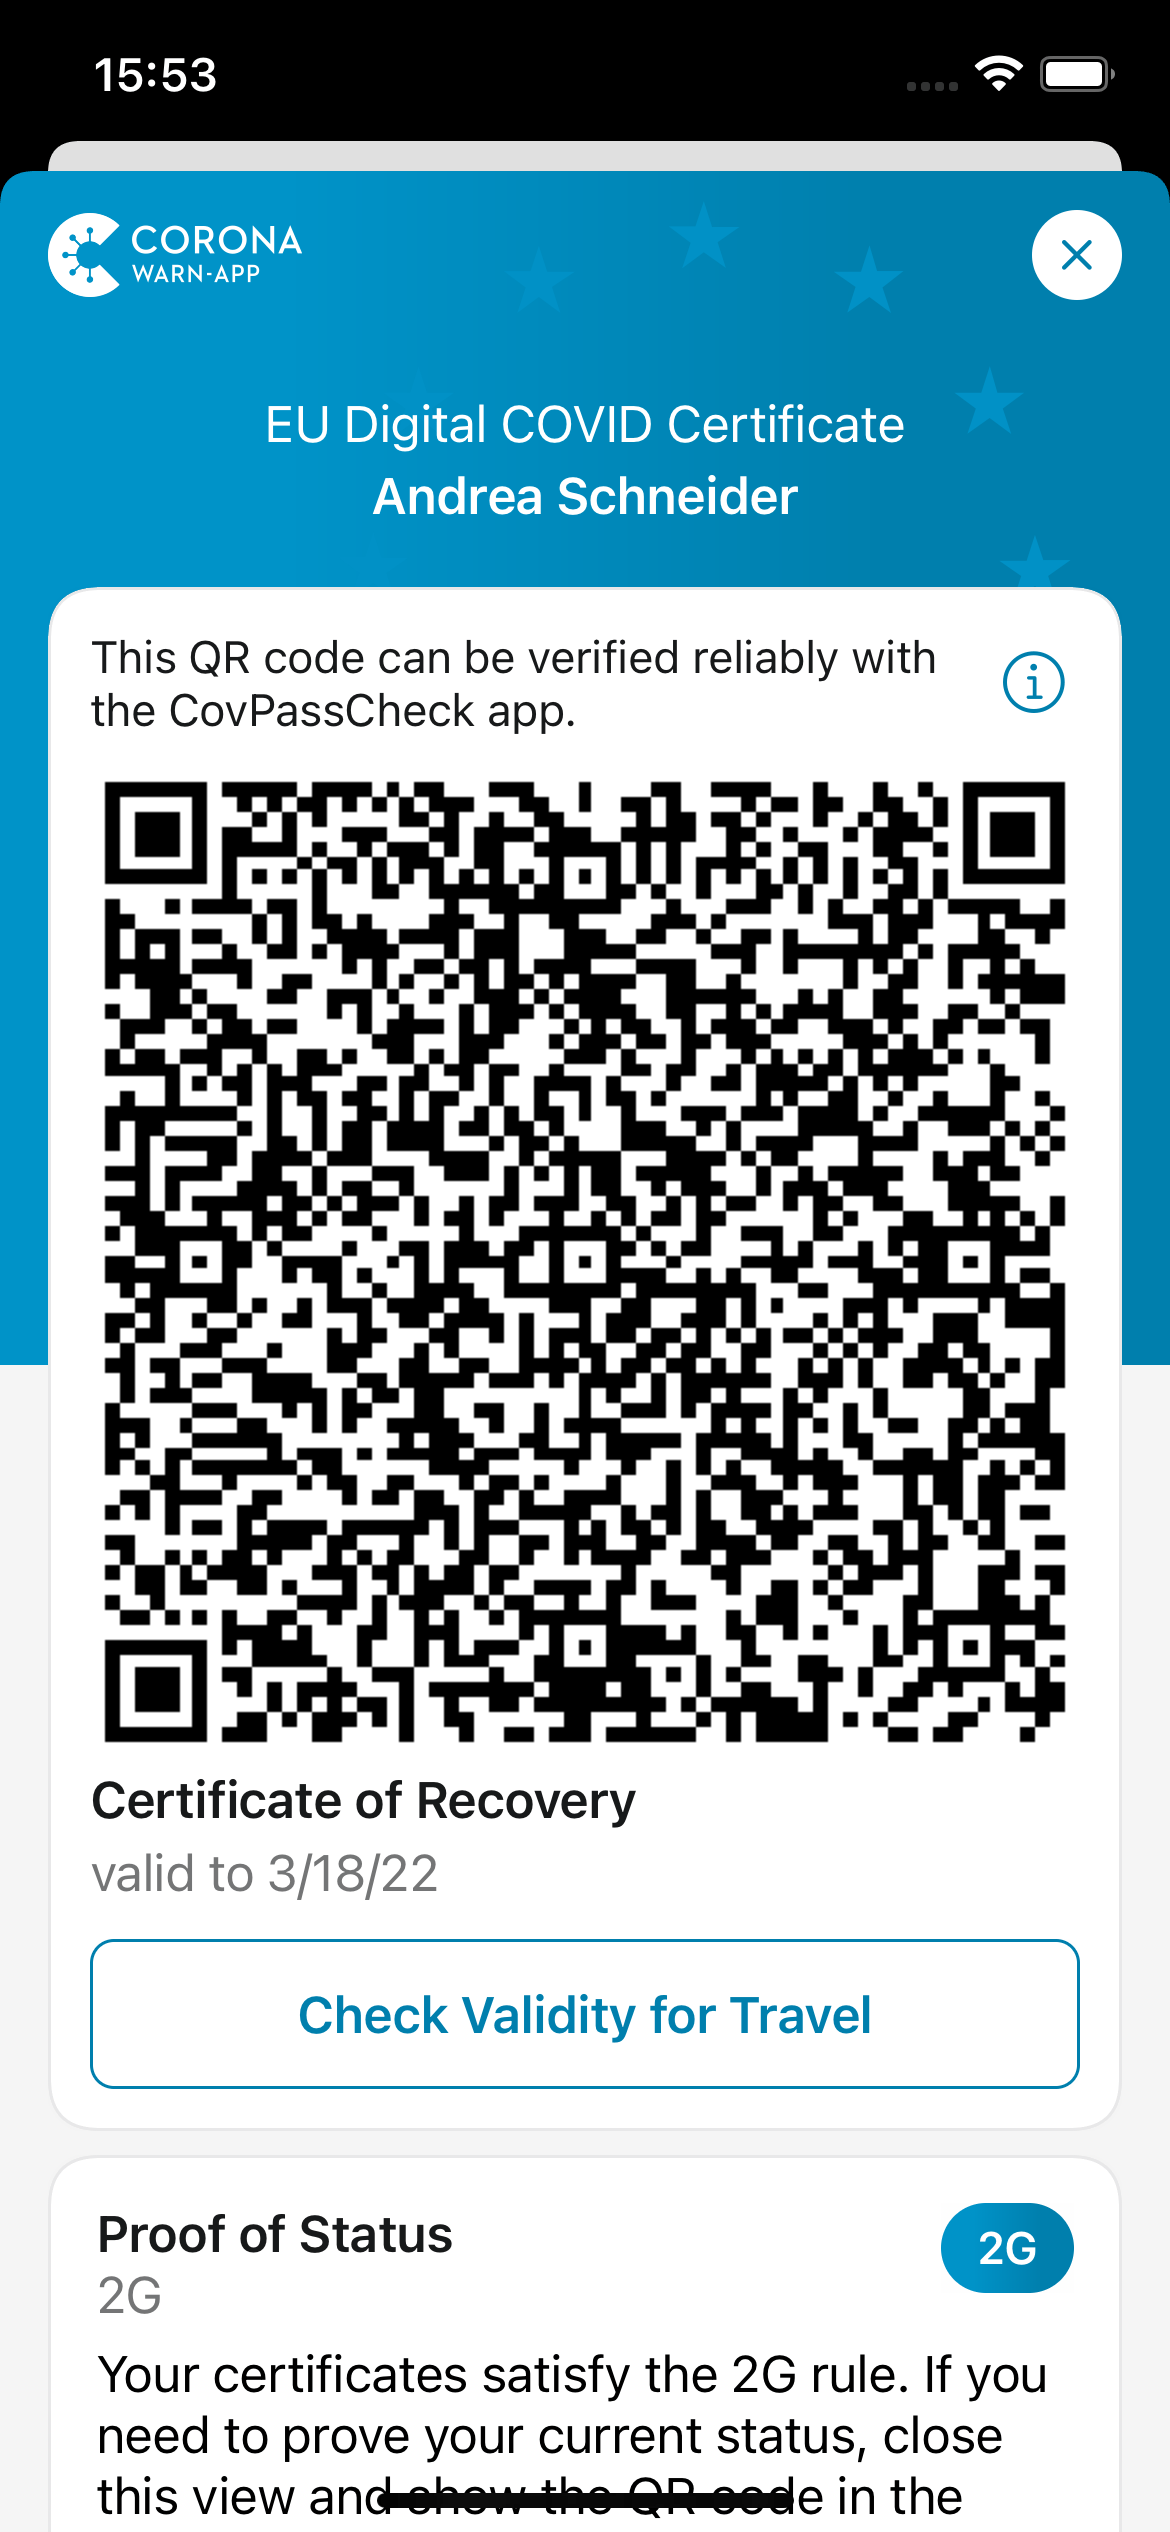 15:53
CORONA
WARN-APP
EU Digital COVID Certificate
Andrea Schneider
This QR code can be verified reliably with
the CovPassCheck app.
Certificate of Recovery
valid to 3/18/22
Check Validity for Travel
Proof of Status
2G
2G
Your certificates satisfy the 2G rule. If you
need to prove your current status, close
this view and show the QR code in the